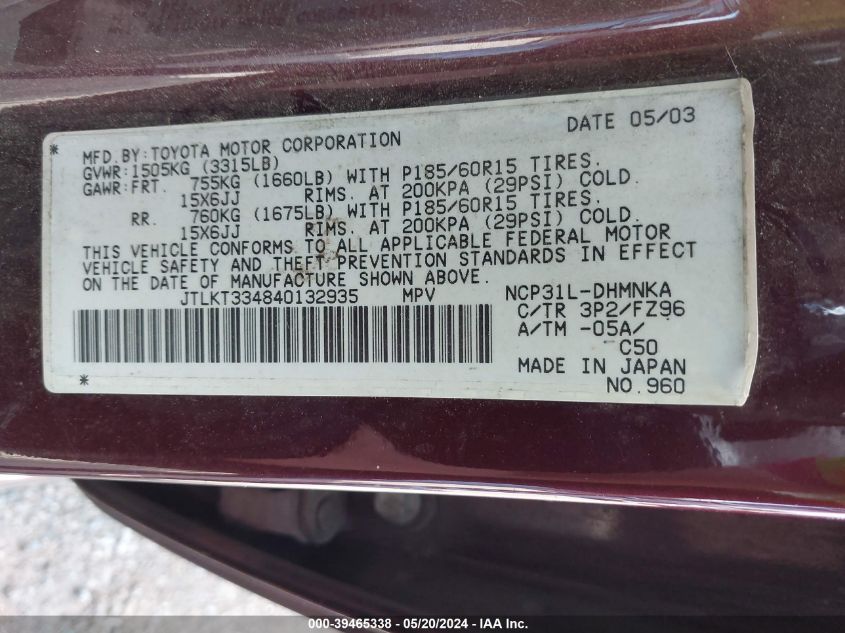 DATE 05/03
MFD.BY:TOYOTA MOTOR CORPORATION
GVWR:1505KG (3315LB)
GAWR:FRT. 755KG (1660LB) WITH P185/60R15 TIRES.
15X6JJ RIMS. AT 200KPA (29PSI) COLD.
RR. 760KG (1675LB) WITH P185/60R15 TIRES.
15X6JJ RIMS. AT 200KPA (29PSI) COLD.
THIS VEHICLE CONFORMS TO ALL APPLICABLE FEDERAL MOTOR
VEHICLE SAFETY AND THEFT PREVENTION STANDARDS IN EFFECT
ON THE DATE OF MANUFACTURE SHOWN ABOVE.
JTLKT334840132935 MPV NCP31L-DHMNKA
C/TR 3P2/FZ96
A/TM -05A/
C50
MADE IN JAPAN
NO.960
000-39465338 - 05/20/2024 - IAA Inc.